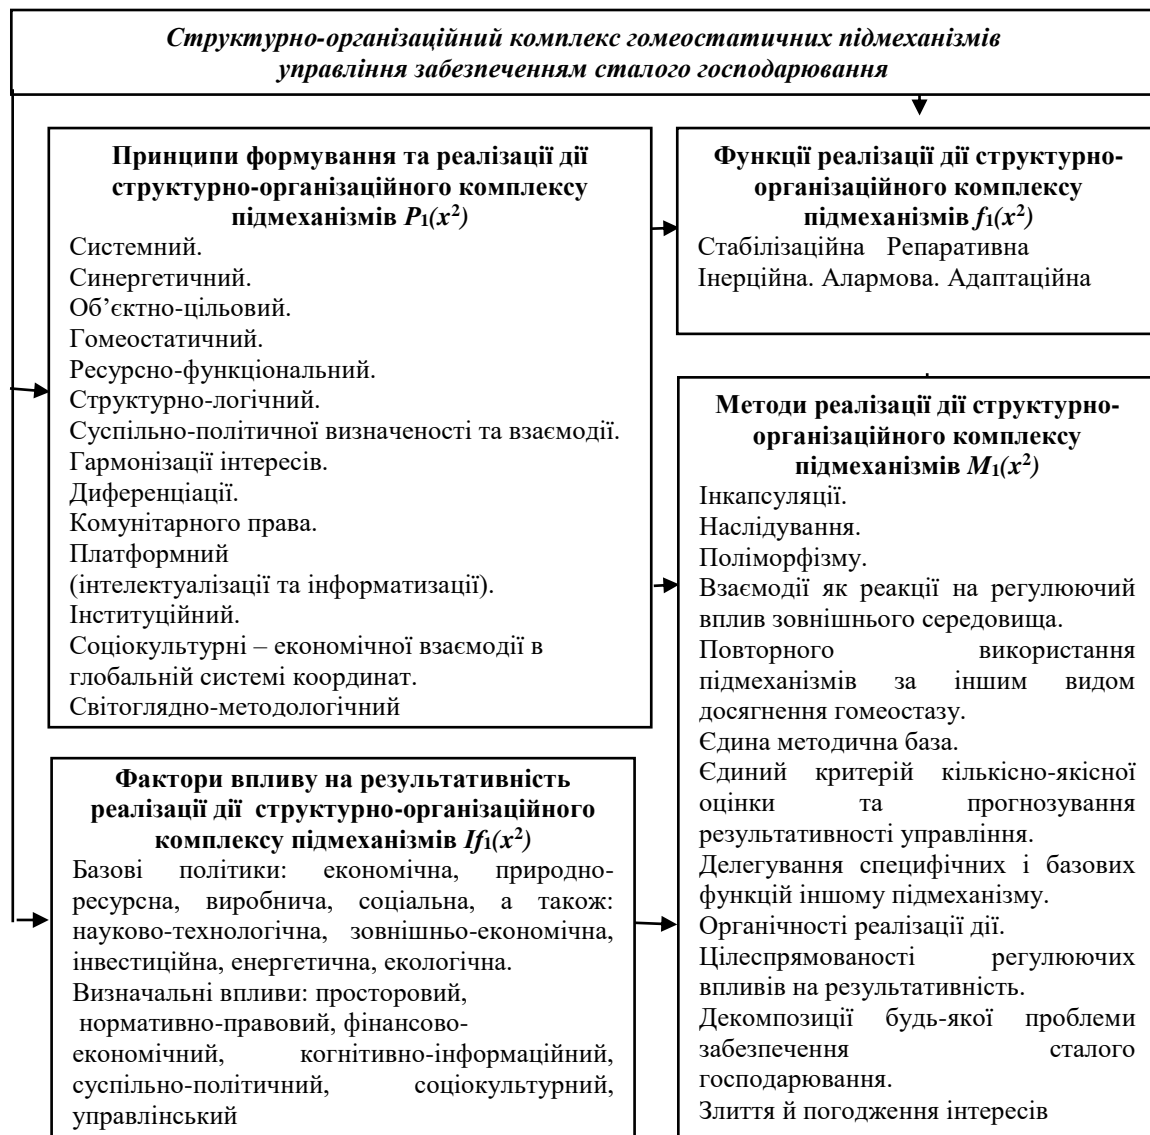 Структурно-організаційний комплекс гомеостатичних підмеханізмів
управління забезпеченням сталого господарювання
Принципи формування та реалізації дії
структурно-організаційного комплексу
підмеханізмів P₁(x²)
Системний.
Синергетичний.
Об’єктно-цільовий.
Гомеостатичний.
Ресурсно-функціональний.
Структурно-логічний.
Суспільно-політичної визначеності та взаємодії.
Гармонізації інтересів.
Диференціації.
Комунітарного права.
Платформний
(інтелектуалізації та інформатизації).
Інституційний.
Соціокультурні – економічної взаємодії в
глобальній системі координат.
Світоглядно-методологічний
Функції реалізації дії структурно-
організаційного комплексу
підмеханізмів f₁(x²)
Стабілізаційна Репаративна
Інерційна. Алармова. Адаптаційна
Методи реалізації дії структурно-
організаційного комплексу
підмеханізмів M₁(x²)
Інкапсуляції.
Наслідування.
Поліморфізму.
Взаємодії як реакції на регулюючий
вплив зовнішнього середовища.
Повторного використання
підмеханізмів за іншим видом
досягнення гомеостазу.
Єдина методична база.
Єдиний критерій кількісно-якісної
оцінки та прогнозування
результативності управління.
Делегування специфічних і базових
функцій іншому підмеханізму.
Органічності реалізації дії.
Цілеспрямованості регулюючих
впливів на результативність.
Декомпозиції будь-якої проблеми
забезпечення сталого
господарювання.
Злиття й погодження інтересів
Фактори впливу на результативність
реалізації дії структурно-організаційного
комплексу підмеханізмів If₁(x²)
Базові політики: економічна, природно-
ресурсна, виробнича, соціальна, а також:
науково-технологічна, зовнішньо-економічна,
інвестиційна, енергетична, екологічна.
Визначальні впливи: просторовий,
нормативно-правовий, фінансово-
економічний, когнітивно-інформаційний,
суспільно-політичний, соціокультурний,
управлінський